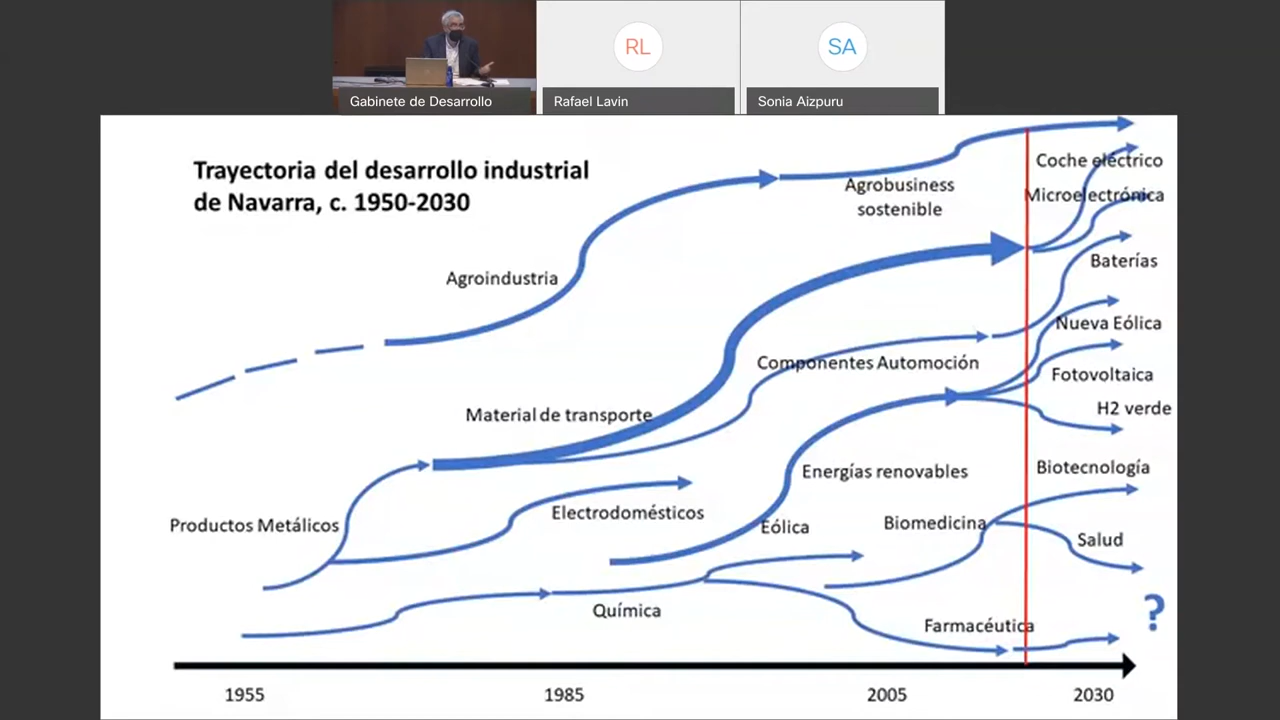 RL
SA
Gabinete de Desarrollo
Rafael Lavin
Sonia Aizpuru
Trayectoria del desarrollo industrial
de Navarra, c. 1950-2030
Coche eléctrico
Agrobusiness
sostenible
Microelectrónica
Agroindustria
Baterías
Nueva Eólica
Componentes Automoción
Fotovoltaica
Material de transporte
H2 verde
Energías renovables
Biotecnología
Productos Metálicos
Electrodomésticos
Eólica
Biomedicina
Salud
Química
Farmacéutica
?
1955
1985
2005
2030